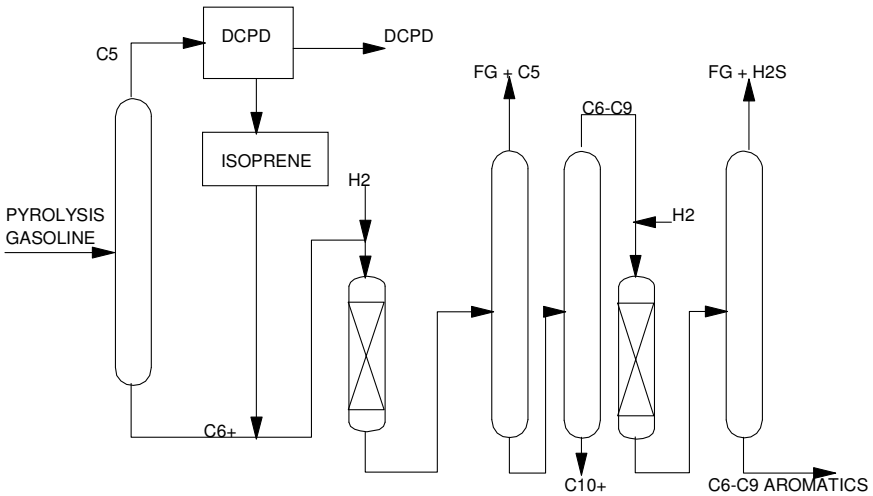 DCPD
DCPD
C5
FG + C5
FG + H2S
C6-C9
ISOPRENE
H2
PYROLYSIS
GASOLINE
H2
C6+
C10+
C6-C9 AROMATICS